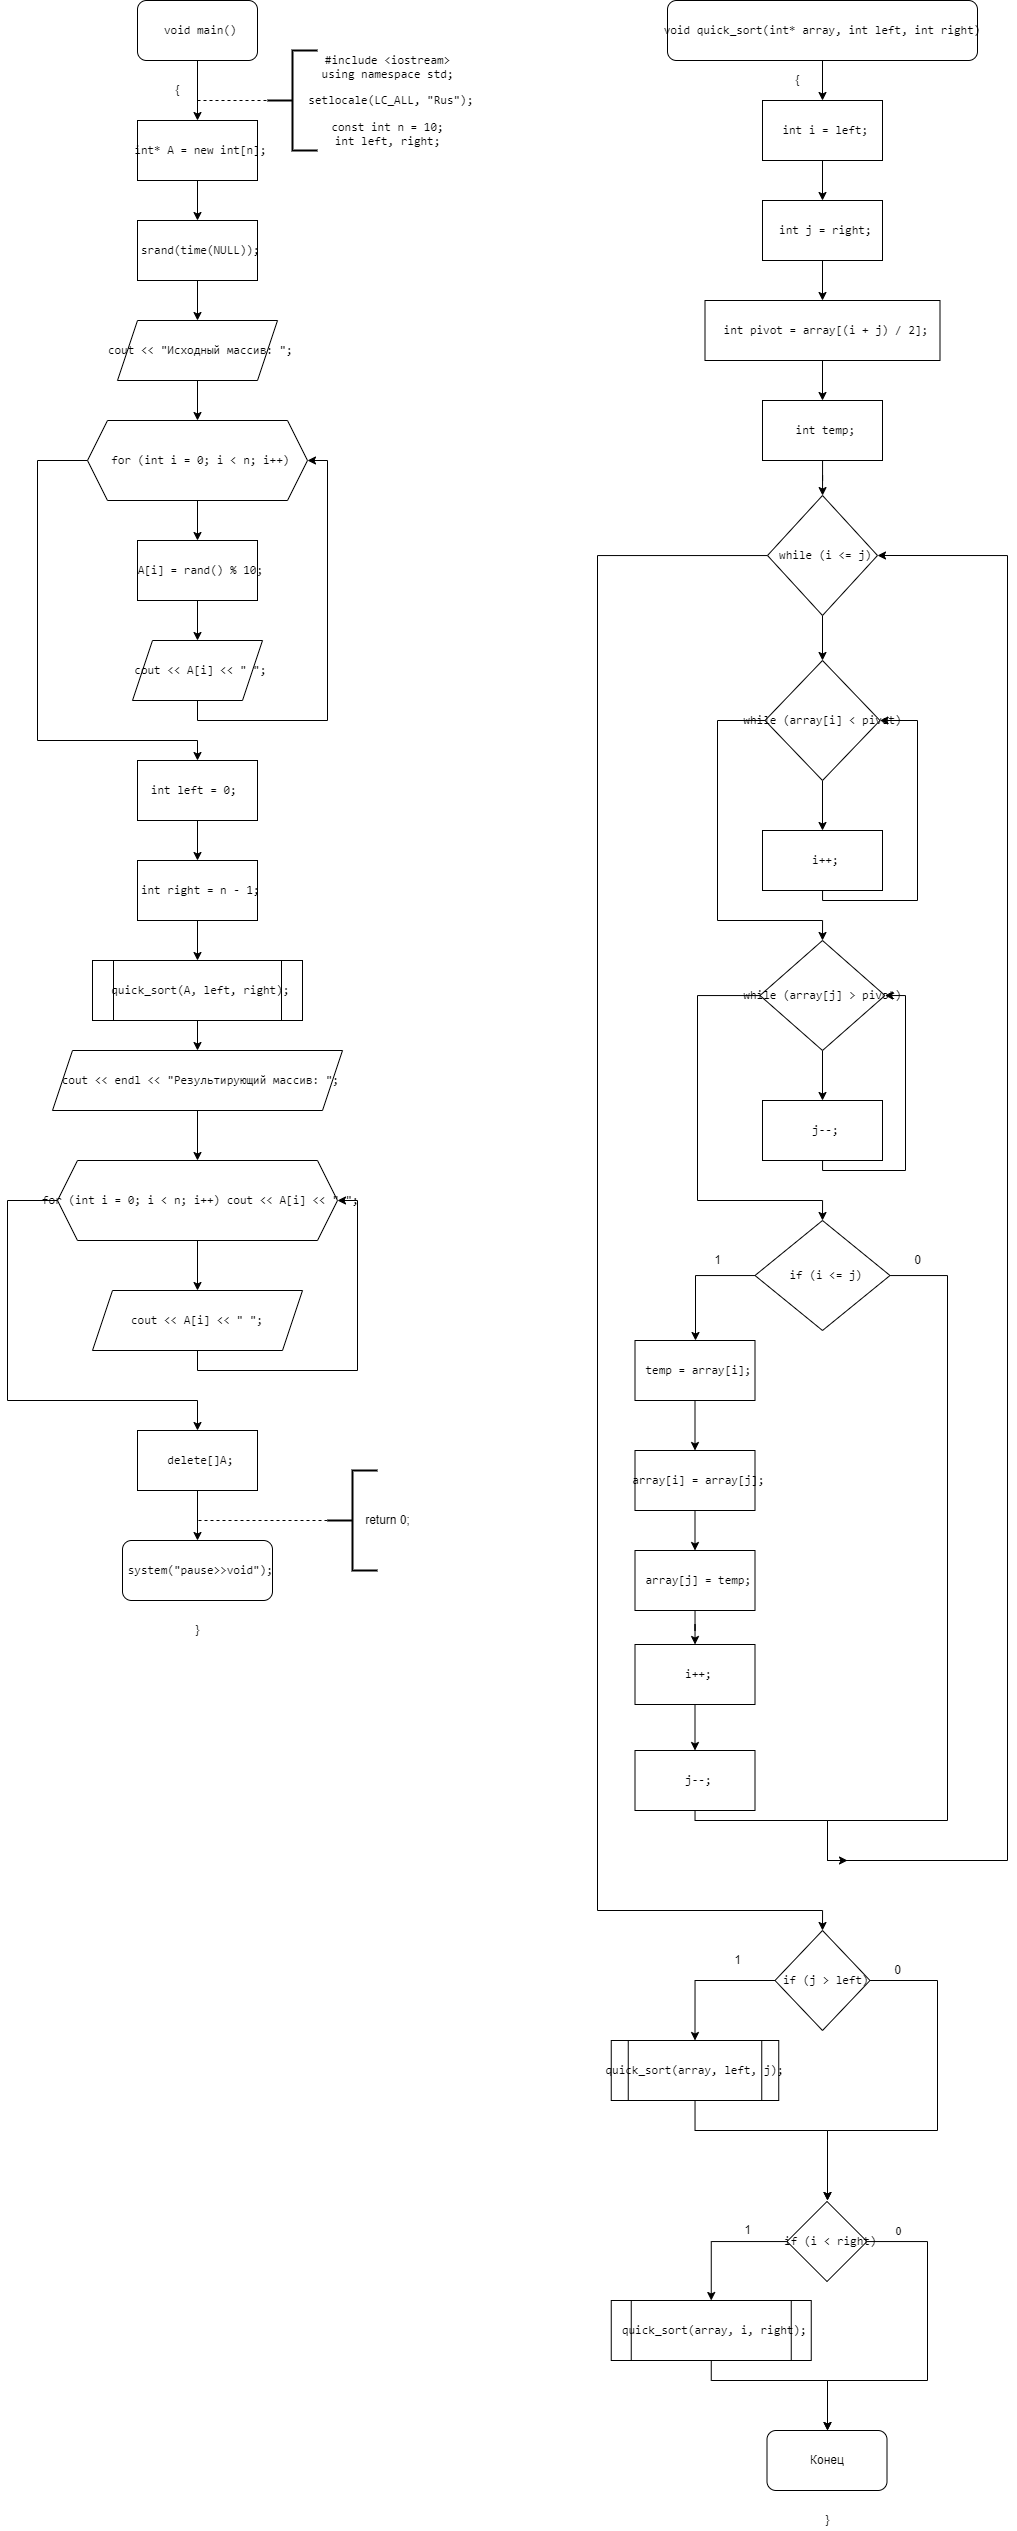 void main()
{
#include <iostream>
using namespace std;
setlocale(LC_ALL, "Rus");
const int n = 10;
int left, right;
int* A = new int[n];
srand(time(NULL));
cout << "Исходный массив: ";
for (int i = 0; i < n; i++)
A[i] = rand() % 10;
cout << A[i] << " ";
int left = 0;
int right = n - 1;
quick_sort(A, left, right);
cout << endl << "Результирующий массив: ";
for (int i = 0; i < n; i++) cout << A[i] << " ";
cout << A[i] << " ";
delete[]A;
return 0;
system("pause>>void");
}
void quick_sort(int* array, int left, int right)
{
int i = left;
int j = right;
int pivot = array[(i + j) / 2];
int temp;
while (i <= j)
while (array[i] < pivot)
i++;
while (array[j] > pivot)
j--;
if (i <= j)
1
0
temp = array[i];
array[i] = array[j];
array[j] = temp;
i++;
j--;
if (j > left)
1
0
quick_sort(array, left, j);
if (i < right)
1
0
quick_sort(array, i, right);
Конец
}